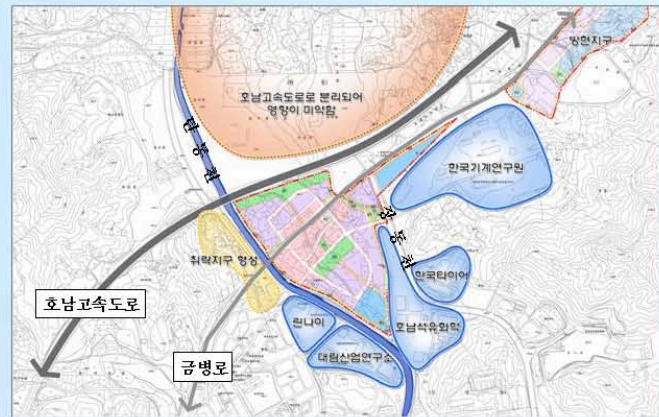 방현지구
호남고속도로로 분리되어
영향이 미약함
탄동천
한국기계연구원
장동천
취락지구 형성
한국타이어
호남고속도로
린나이
호남석유화학
대림산업연구소
금병로